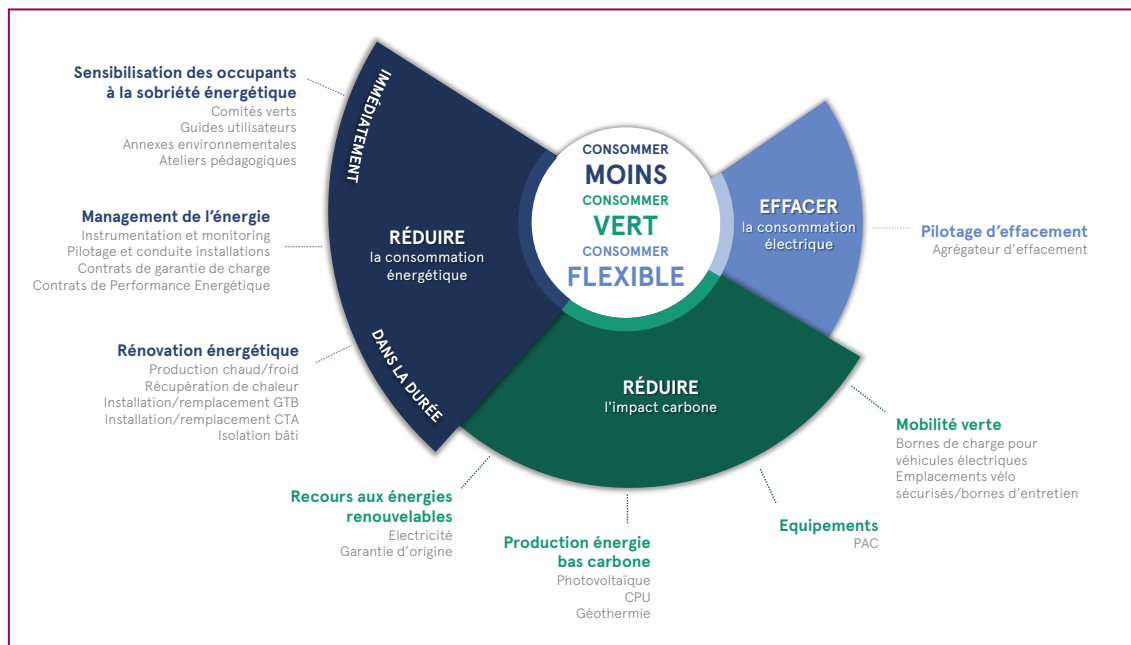 Sensibilisation des occupants
à la sobriété énergétique
Comités verts
Guides utilisateurs
Annexes environnementales
Ateliers pédagogiques
Management de l'énergie
Instrumentation et monitoring
Pilotage et conduite installations
Contrats de garantie de charge
Contrats de Performance Energétique
Rénovation énergétique
Production chaud/froid
Récupération de chaleur
Installation/remplacement GTB
Installation/remplacement CTA
Isolation bâti
IMMÉDIATEMENT
RÉDUIRE
la consommation
énergétique
DANS LA DURÉE
CONSOMMER
MOINS
CONSOMMER
VERT
CONSOMMER
FLEXIBLE
EFFACER
la consommation
électrique
Pilotage d'effacement
Agrégateur d'effacement
RÉDUIRE
l'impact carbone
Recours aux énergies
renouvelables
Electricité
Garantie d'origine
Production énergie
bas carbone
Photovoltaïque
CPU
Géothermie
Equipements
PAC
Mobilité verte
Bornes de charge pour
véhicules électriques
Emplacements vélo
sécurisés/bornes d'entretien